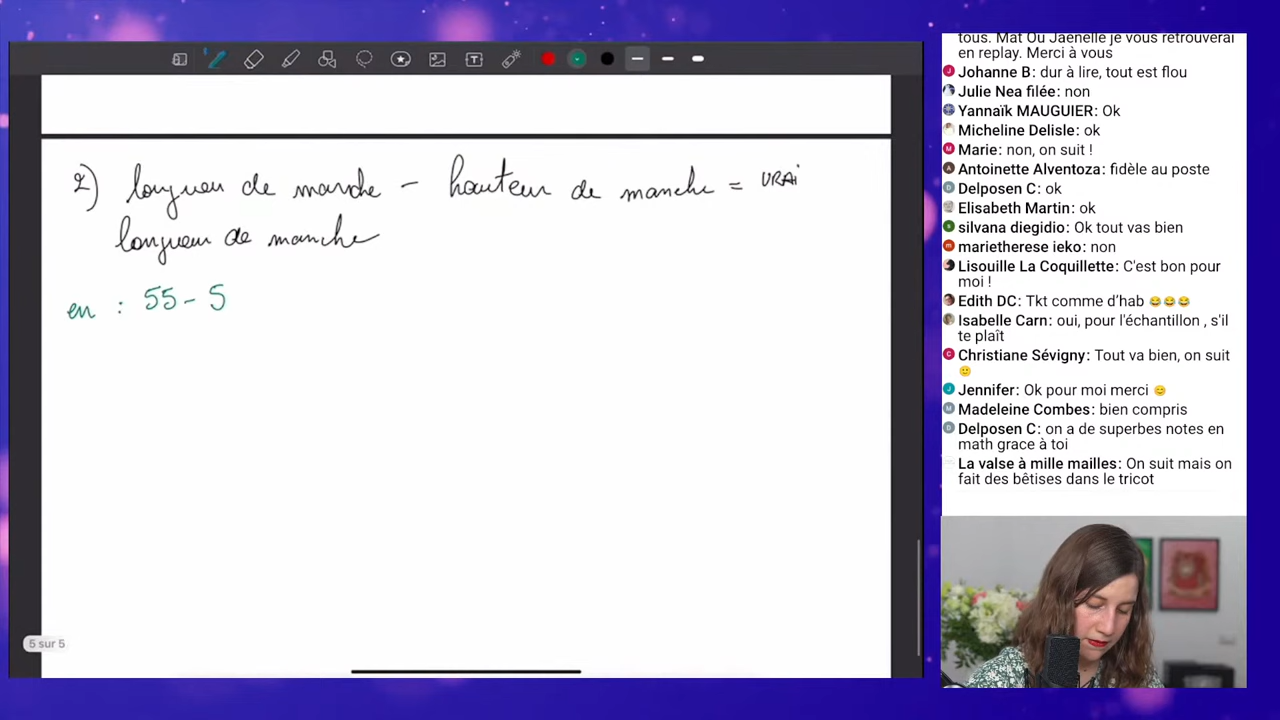 2) longueur de manche - hauteur de manche = VRAI
longueur de manche
en : 55 - 5
5 sur 5
tous. Mat Ou Jaenelle je vous retrouverai
en replay. Merci à vous
Johanne B: dur à lire, tout est flou
Julie Nea filée: non
Yannaïk MAUGUIER: Ok
Micheline Delisle: ok
Marie: non, on suit !
Antoinette Alventoza: fidèle au poste
Delposen C: ok
Elisabeth Martin: ok
silvana diegidio: Ok tout vas bien
marietherese ieko: non
Lisouille La Coquillette: C'est bon pour
moi !
Edith DC: Tkt comme d'hab 😂😂😂
Isabelle Carn: oui, pour l'échantillon , s'il
te plaît
Christiane Sévigny: Tout va bien, on suit
🙂
Jennifer: Ok pour moi merci 😊
Madeleine Combes: bien compris
Delposen C: on a de superbes notes en
math grace à toi
La valse à mille mailles: On suit mais on
fait des bêtises dans le tricot